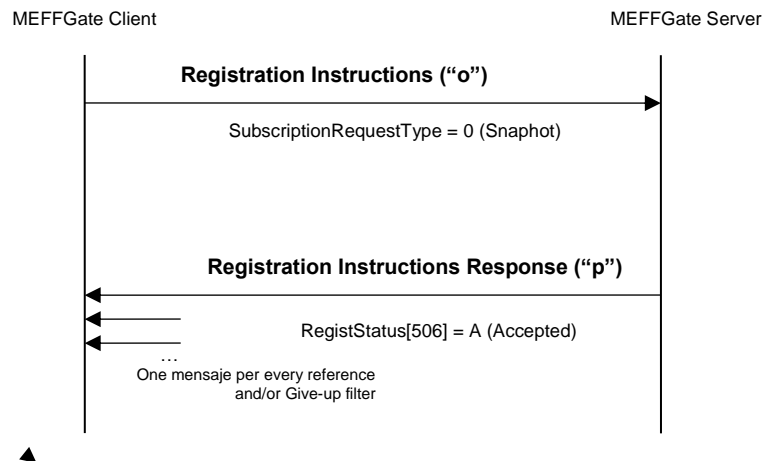 MEFFGate Client
MEFFGate Server
Registration Instructions (“o”)
SubscriptionRequestType = 0 (Snaphot)
Registration Instructions Response (“p”)
RegistStatus[506] = A (Accepted)
…
One mensaje per every reference
and/or Give-up filter